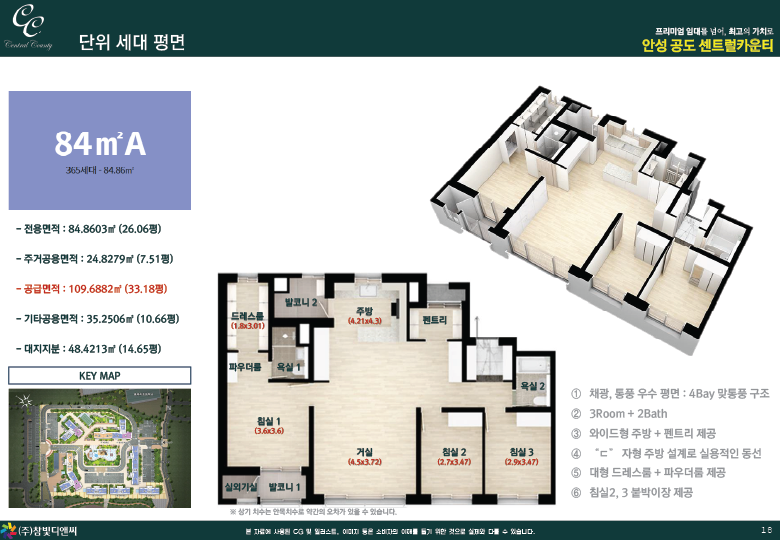 CC
Central County
단위 세대 평면
프리미엄 임대를 넘어, 최고의 가치로
안성 공도 센트럴카운티
84㎡A
365세대 - 84.86㎡
- 전용면적 : 84.8603㎡ (26.06평)
- 주거공용면적 : 24.8279㎡ (7.51평)
- 공급면적 : 109.6882㎡ (33.18평)
- 기타공용면적 : 35.2506㎡ (10.66평)
- 대지지분 : 48.4213㎡ (14.65평)
KEY MAP
드레스룸
(1.8x3.01)
발코니 2
주방
(4.21x4.3)
펜트리
파우더룸
욕실 1
욕실 2
침실 1
(3.6x3.6)
거실
(4.5x3.72)
침실 2
(2.7x3.47)
침실 3
(2.9x3.47)
실외기실
발코니 1
※ 상기 치수는 안목치수로 약간의 오차가 있을 수 있습니다.
① 채광, 통풍 우수 평면 : 4Bay 맞통풍 구조
② 3Room + 2Bath
③ 와이드형 주방 + 펜트리 제공
④ “ㄷ” 자형 주방 설계로 실용적인 동선
⑤ 대형 드레스룸 + 파우더룸 제공
⑥ 침실2, 3 붙박이장 제공
(주)참빛디앤씨
본 자료에 사용된 CG 및 일러스트, 이미지 등은 소비자의 이해를 돕기 위한 것으로 실제와 다를 수 있습니다.
18